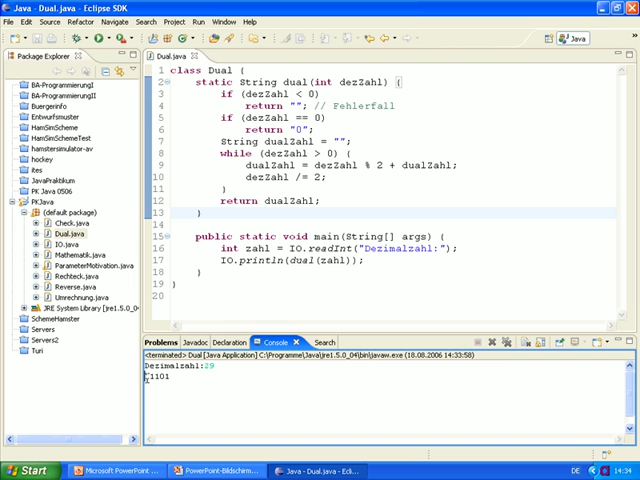 Java - Dual.java - Eclipse SDK
File Edit Source Refactor Navigate Search Project Run Window Help
Java
Package Explorer
BA-ProgrammierungI
BA-ProgrammierungII
Buergerinfo
Entwurfsmuster
HamSimScheme
HamSimSchemeTest
hamstersimulator-av
hockey
ites
JavaPraktikum
PK Java 0506
PKJava
(default package)
Check.java
Dual.java
IO.java
Mathematik.java
ParameterMotivation.java
Rechteck.java
Reverse.java
Umrechnung.java
JRE System Library [jre1.5.0_04]
SchemeHamster
Servers
Servers2
Turi
Dual.java
1 class Dual {
2 static String dual(int dezZahl) {
3 if (dezZahl < 0)
4 return ""; // Fehlerfall
5 if (dezZahl == 0)
6 return "0";
7 String dualZahl = "";
8 while (dezZahl > 0) {
9 dualZahl = dezZahl % 2 + dualZahl;
10 dezZahl /= 2;
11 }
12 return dualZahl;
13 }
14
15 public static void main(String[] args) {
16 int zahl = IO.readInt("Dezimalzahl:");
17 IO.println(dual(zahl));
18 }
19 }
20
Problems Javadoc Declaration Console Search
<terminated> Dual [Java Application] C:\Programme\Java\jre1.5.0_04\bin\javaw.exe (18.08.2006 14:33:58)
Dezimalzahl:29
11101
Start Microsoft PowerPoint ... PowerPoint-Bildschirm... Java - Dual.java - Ecli... DE 14:34